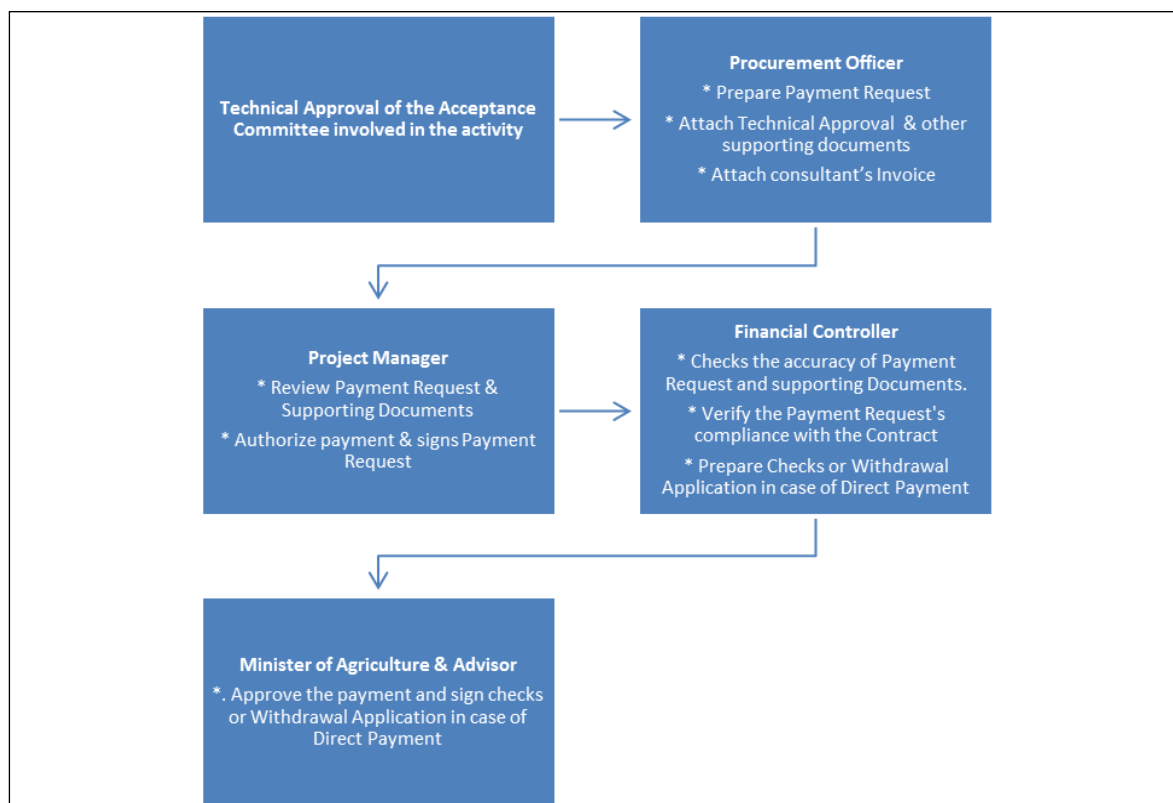 Technical Approval of the Acceptance
Committee involved in the activity
Procurement Officer
* Prepare Payment Request
* Attach Technical Approval & other
supporting documents
* Attach consultant’s Invoice
Project Manager
* Review Payment Request &
Supporting Documents
* Authorize payment & signs Payment
Request
Financial Controller
* Checks the accuracy of Payment
Request and supporting Documents.
* Verify the Payment Request's
compliance with the Contract
* Prepare Checks or Withdrawal
Application in case of Direct Payment
Minister of Agriculture & Advisor
*. Approve the payment and sign checks
or Withdrawal Application in case of
Direct Payment